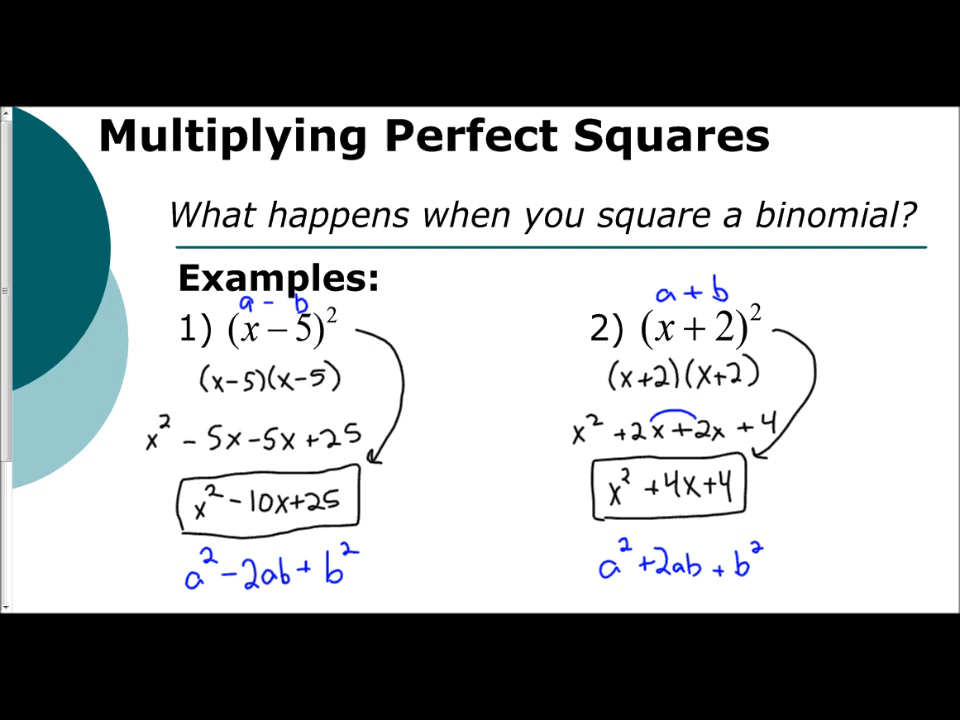 Multiplying Perfect Squares
What happens when you square a binomial?
Examples:
a - b
1) (x – 5)²
(x-5)(x-5)
x² - 5x - 5x + 25
x² - 10x + 25
a² - 2ab + b²
a + b
2) (x + 2)²
(x+2)(x+2)
x² + 2x + 2x + 4
x² + 4x + 4
a² + 2ab + b²